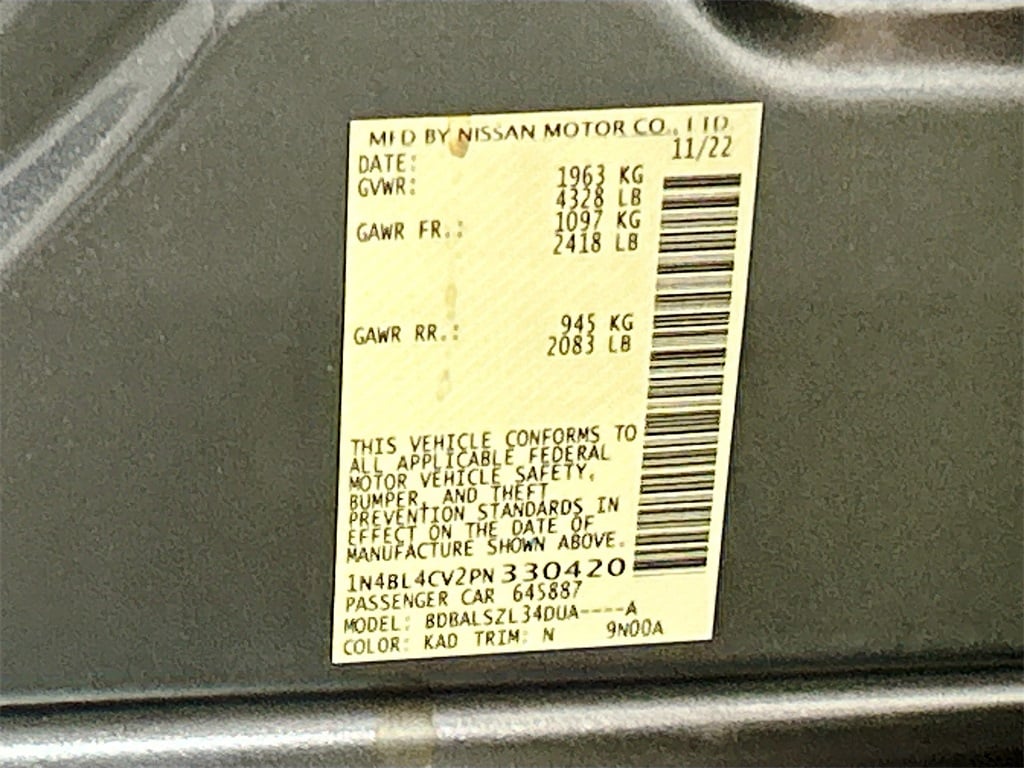 MFD BY NISSAN MOTOR CO., LTD.
DATE: 11/22
GVWR: 1963 KG
4328 LB
GAWR FR.: 1097 KG
2418 LB
GAWR RR.: 945 KG
2083 LB
THIS VEHICLE CONFORMS TO
ALL APPLICABLE FEDERAL
MOTOR VEHICLE SAFETY,
BUMPER, AND THEFT
PREVENTION STANDARDS IN
EFFECT ON THE DATE OF
MANUFACTURE SHOWN ABOVE.
1N4BL4CV2PN330420
PASSENGER CAR 645887
MODEL: BDBALSZL34DUA----A
COLOR: KAD TRIM: N 9N00A